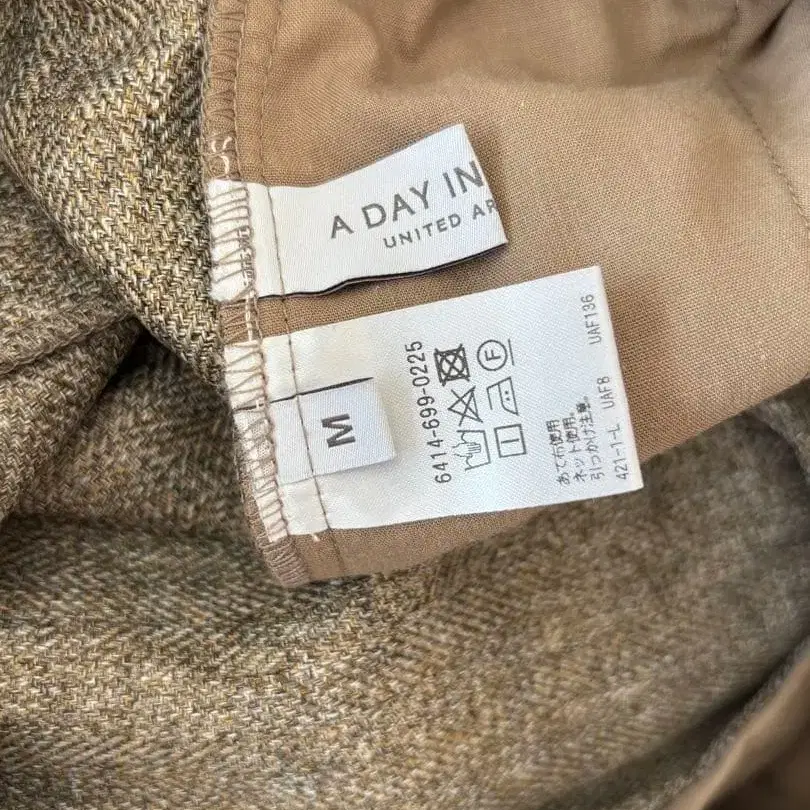 A DAY IN
UNITED AR
M
6414-699-0225
F
あて布使用
ネット使用。
引っかけ注意。
421-1-L UAF8 UAF136